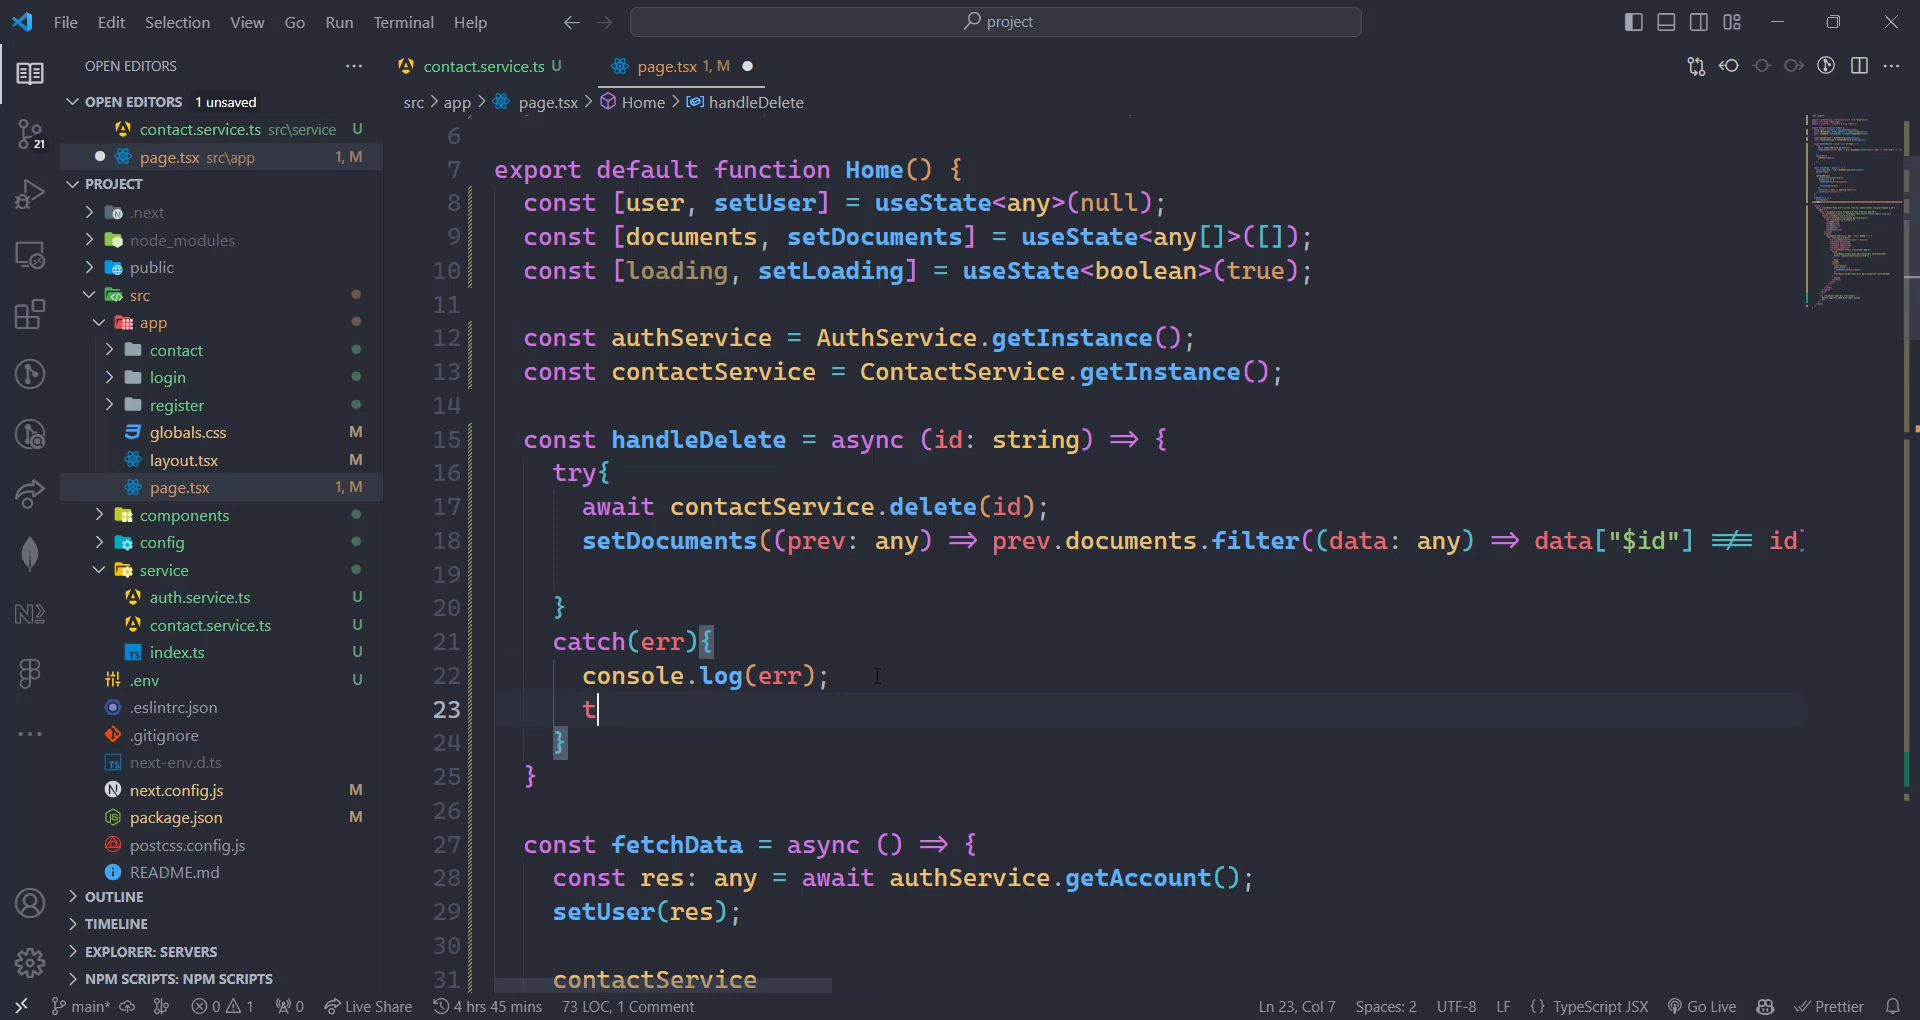 File Edit Selection View Go Run Terminal Help
project
OPEN EDITORS
OPEN EDITORS 1 unsaved
contact.service.ts src\service U
page.tsx src\app 1, M
PROJECT
.next
node_modules
public
src
app
contact
login
register
globals.css M
layout.tsx M
page.tsx 1, M
components
config
service
auth.service.ts U
contact.service.ts U
index.ts U
.env U
.eslintrc.json
.gitignore
next-env.d.ts
next.config.js M
package.json M
postcss.config.js
README.md
OUTLINE
TIMELINE
EXPLORER: SERVERS
NPM SCRIPTS: NPM SCRIPTS
21
contact.service.ts U
page.tsx 1, M
src > app > page.tsx > Home > handleDelete
6
7 export default function Home() {
8 const [user, setUser] = useState<any>(null);
9 const [documents, setDocuments] = useState<any[]>([]);
10 const [loading, setLoading] = useState<boolean>(true);
11
12 const authService = AuthService.getInstance();
13 const contactService = ContactService.getInstance();
14
15 const handleDelete = async (id: string) => {
16 try{
17 await contactService.delete(id);
18 setDocuments((prev: any) => prev.documents.filter((data: any) => data["$id"] !== id)
19
20 }
21 catch(err){
22 console.log(err);
23 t
24 }
25 }
26
27 const fetchData = async () => {
28 const res: any = await authService.getAccount();
29 setUser(res);
30
31 contactService
main* 0 1 0 Live Share 4 hrs 45 mins 73 LOC, 1 Comment Ln 23, Col 7 Spaces: 2 UTF-8 LF {} TypeScript JSX Go Live Prettier